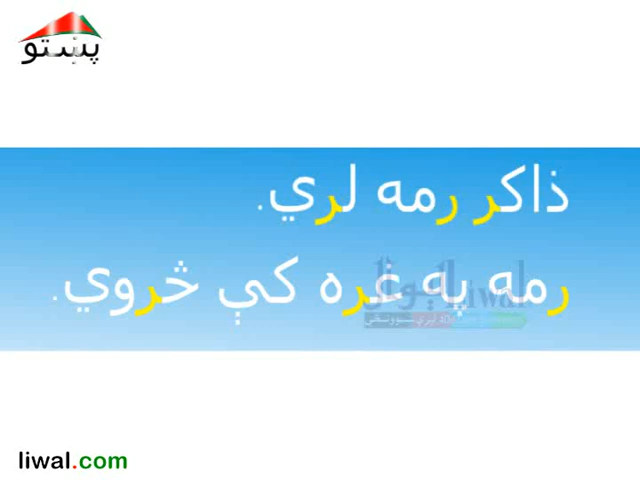 پښتو
ذاکر رمه لري.
رمه په غره کې څروي.
liwal.com